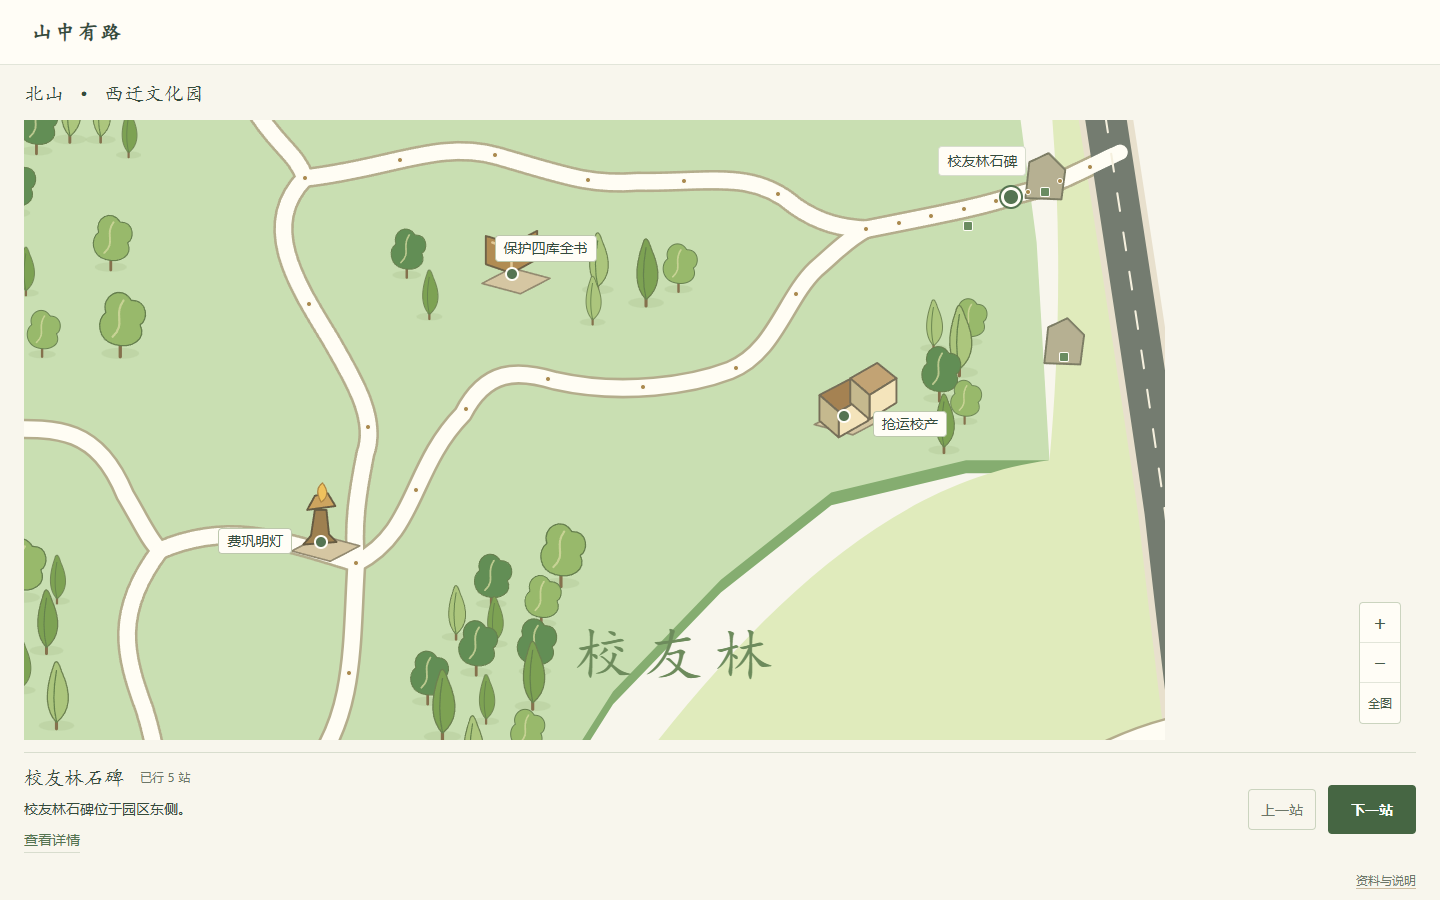 山中有路
北山 • 西迁文化园
校友林石碑
保护四库全书
抢运校产
费巩明灯
校友林
+
−
全图
校友林石碑 已行 5 站
校友林石碑位于园区东侧。
查看详情
上一站
下一站
资料与说明